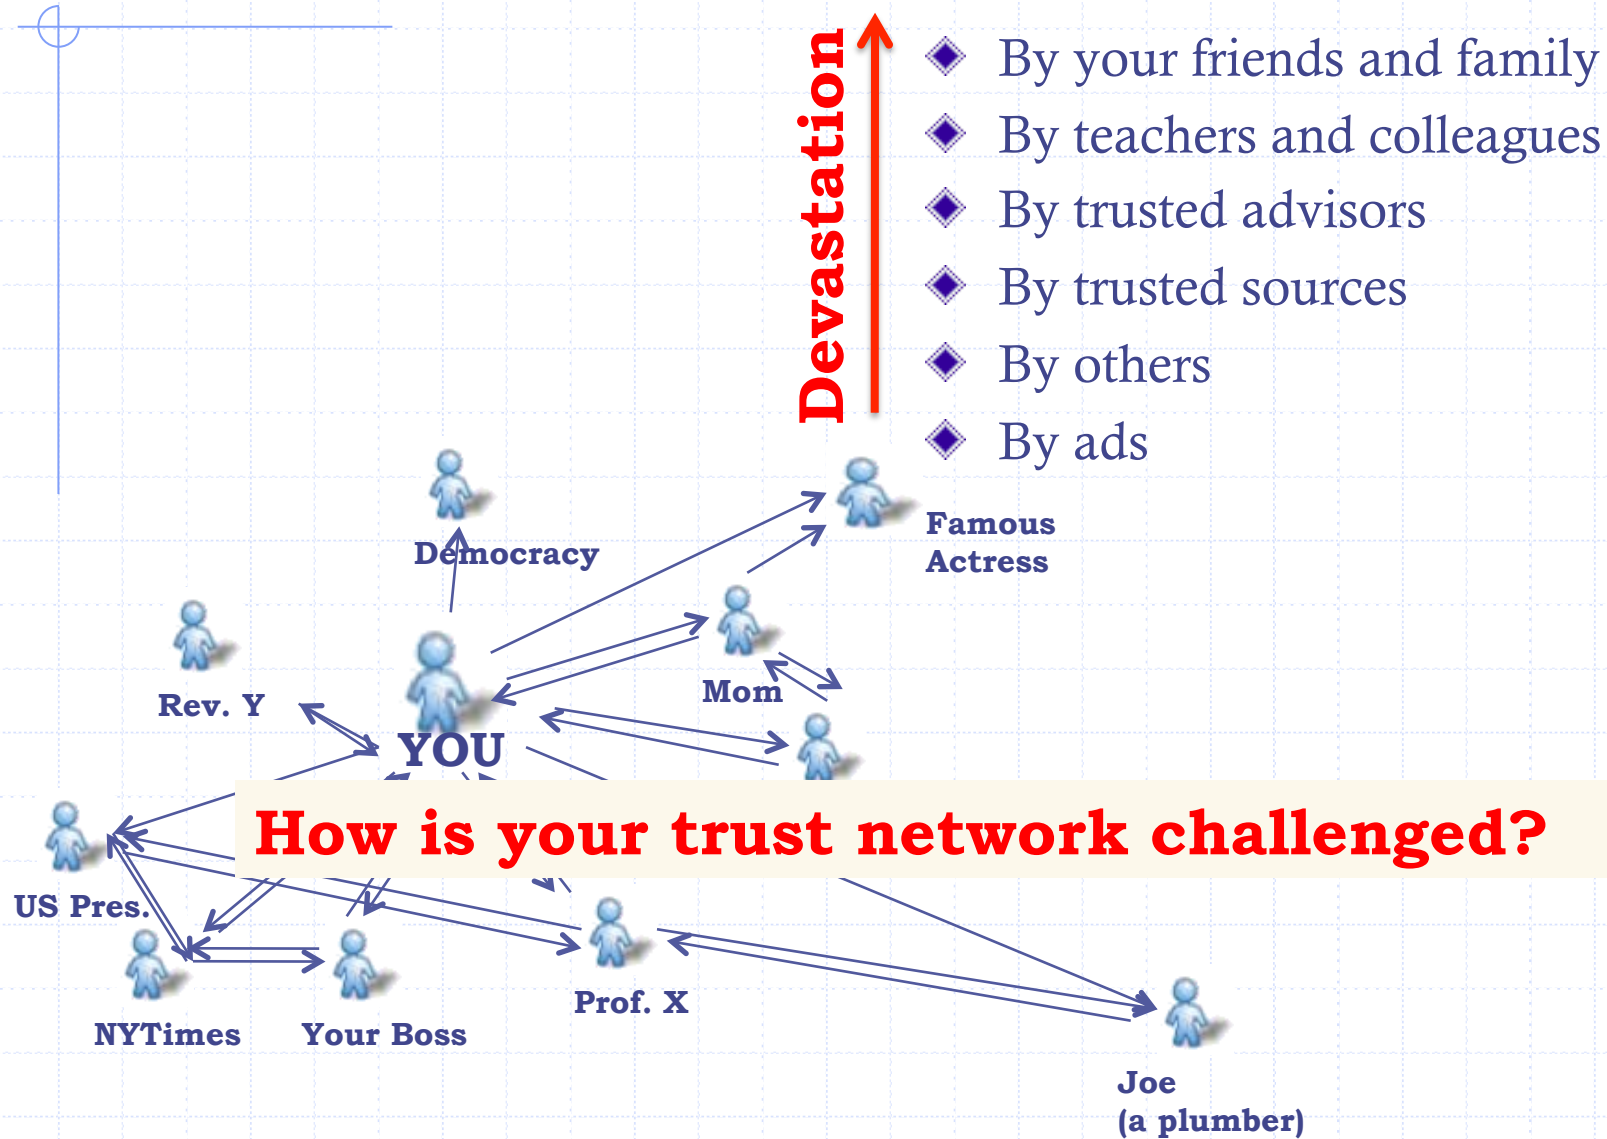 Devastation
By your friends and family
By teachers and colleagues
By trusted advisors
By trusted sources
By others
By ads
Democracy
Famous
Actress
Rev. Y
Mom
YOU
How is your trust network challenged?
US Pres.
NYTimes
Your Boss
Prof. X
Joe
(a plumber)